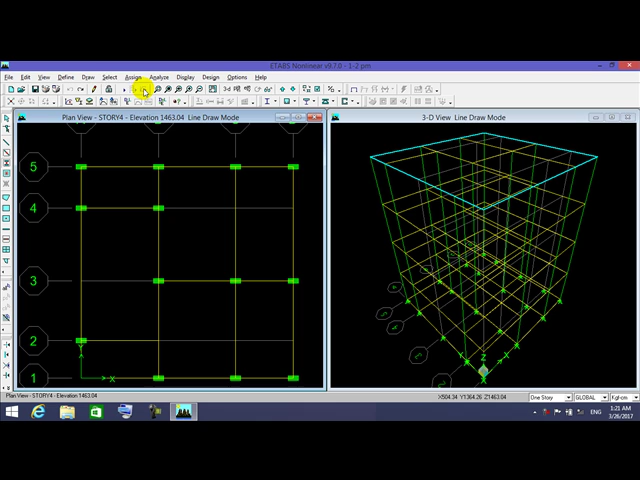 ETABS Nonlinear v9.7.0 - 1-2 pm
File Edit View Define Draw Select Assign Analyze Display Design Options Help
Plan View - STORY4 - Elevation 1463.04 Line Draw Mode
3-D View Line Draw Mode
5
4
3
2
1
Y
X
Z
Y
X
Plan View - STORY4 - Elevation 1463.04
X504.34 Y1364.26 Z1463.04
One Story
GLOBAL
Kgf-cm
ENG
1:21 AM
3/26/2017